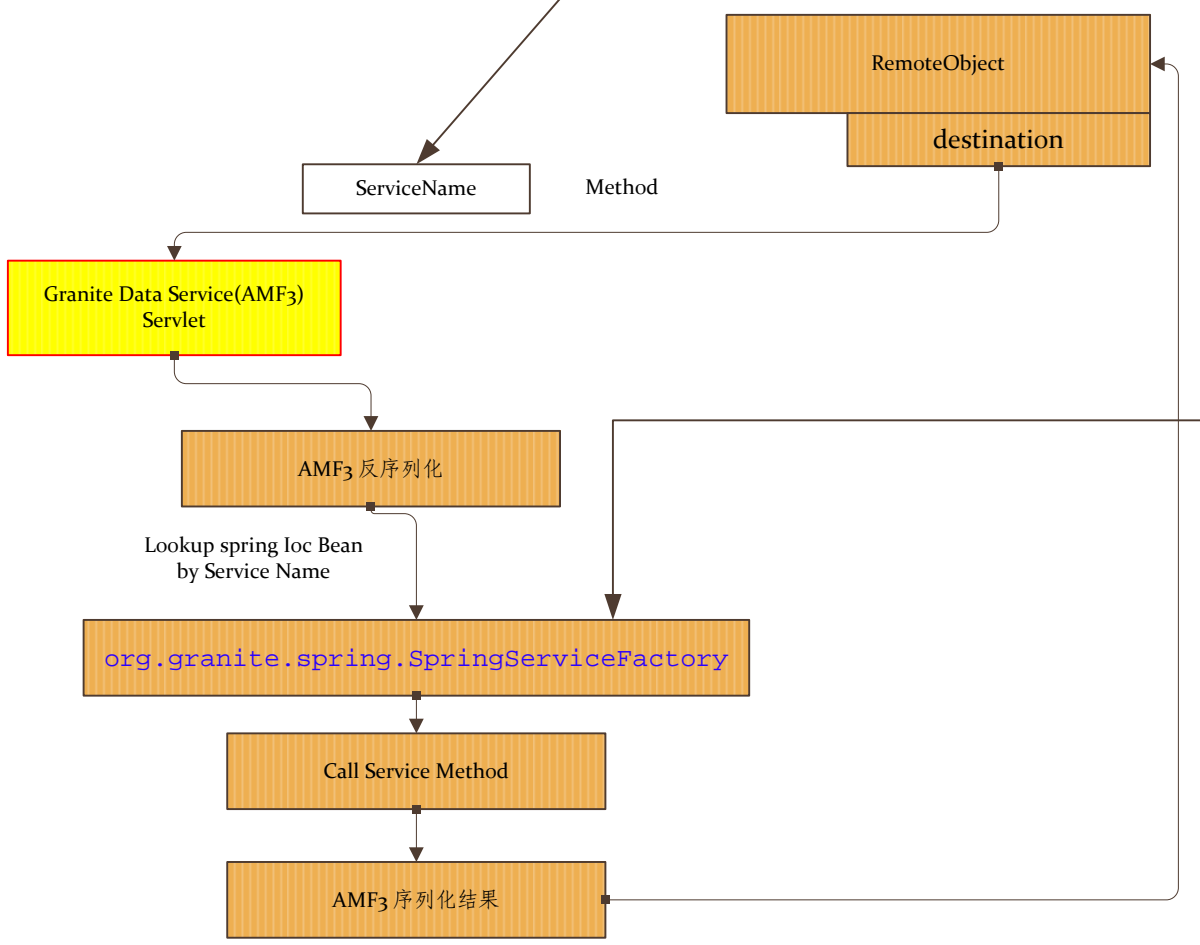 RemoteObject
destination
ServiceName
Method
Granite Data Service(AMF3)
Servlet
AMF3 反序列化
Lookup spring Ioc Bean
by Service Name
org.granite.spring.SpringServiceFactory
Call Service Method
AMF3 序列化结果